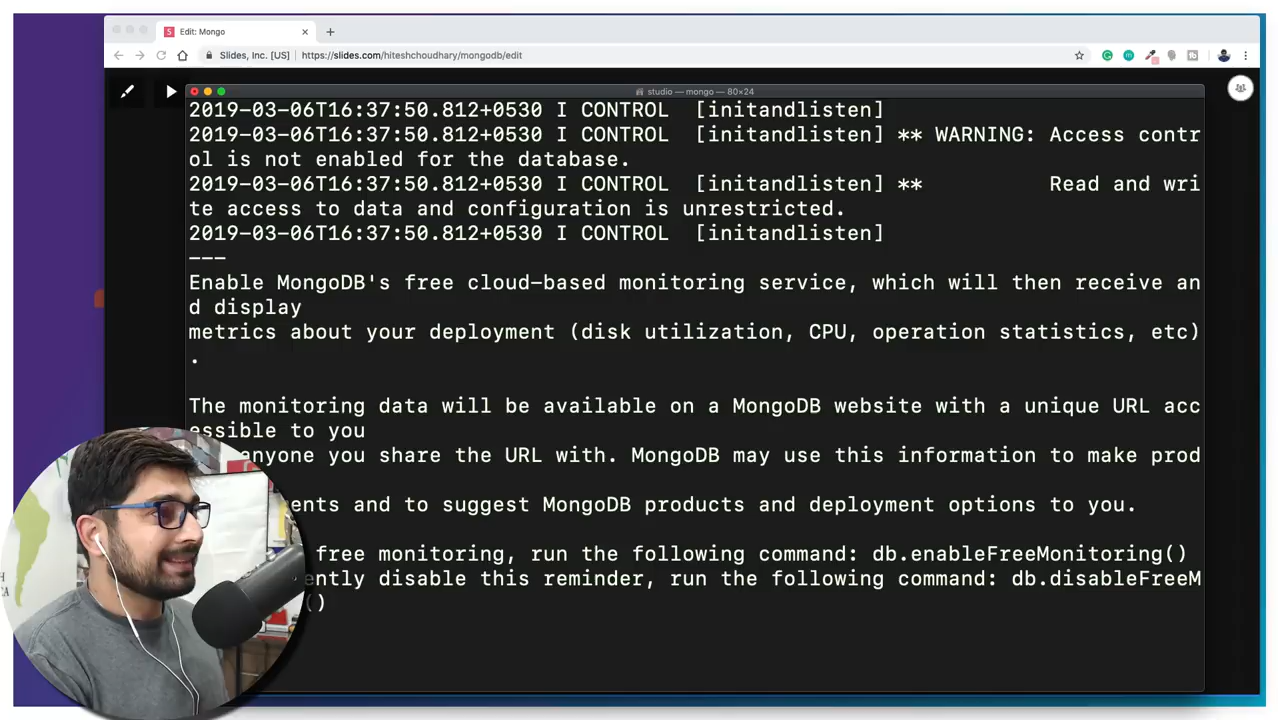 Edit: Mongo
Slides, Inc. [US] https://slides.com/hiteshchoudhary/mongodb/edit
studio — mongo — 80×24
2019-03-06T16:37:50.812+0530 I CONTROL [initandlisten]
2019-03-06T16:37:50.812+0530 I CONTROL [initandlisten] ** WARNING: Access contr
ol is not enabled for the database.
2019-03-06T16:37:50.812+0530 I CONTROL [initandlisten] ** Read and wri
te access to data and configuration is unrestricted.
2019-03-06T16:37:50.812+0530 I CONTROL [initandlisten]
---
Enable MongoDB's free cloud-based monitoring service, which will then receive an
d display
metrics about your deployment (disk utilization, CPU, operation statistics, etc)
.
The monitoring data will be available on a MongoDB website with a unique URL acc
essible to you
anyone you share the URL with. MongoDB may use this information to make prod
ents and to suggest MongoDB products and deployment options to you.
free monitoring, run the following command: db.enableFreeMonitoring()
ently disable this reminder, run the following command: db.disableFreeM
()